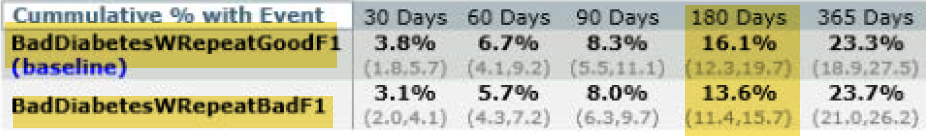 Cummulative % with Event 30 Days 60 Days 90 Days 180 Days 365 Days
BadDiabetesWRepeatGoodF1 3.8% 6.7% 8.3% 16.1% 23.3%
(baseline) (1.8,5.7) (4.1,9.2) (5.5,11.1) (12.3,19.7) (18.9,27.5)
BadDiabetesWRepeatBadF1 3.1% 5.7% 8.0% 13.6% 23.7%
(2.0,4.1) (4.3,7.2) (6.3,9.7) (11.4,15.7) (21.0,26.2)